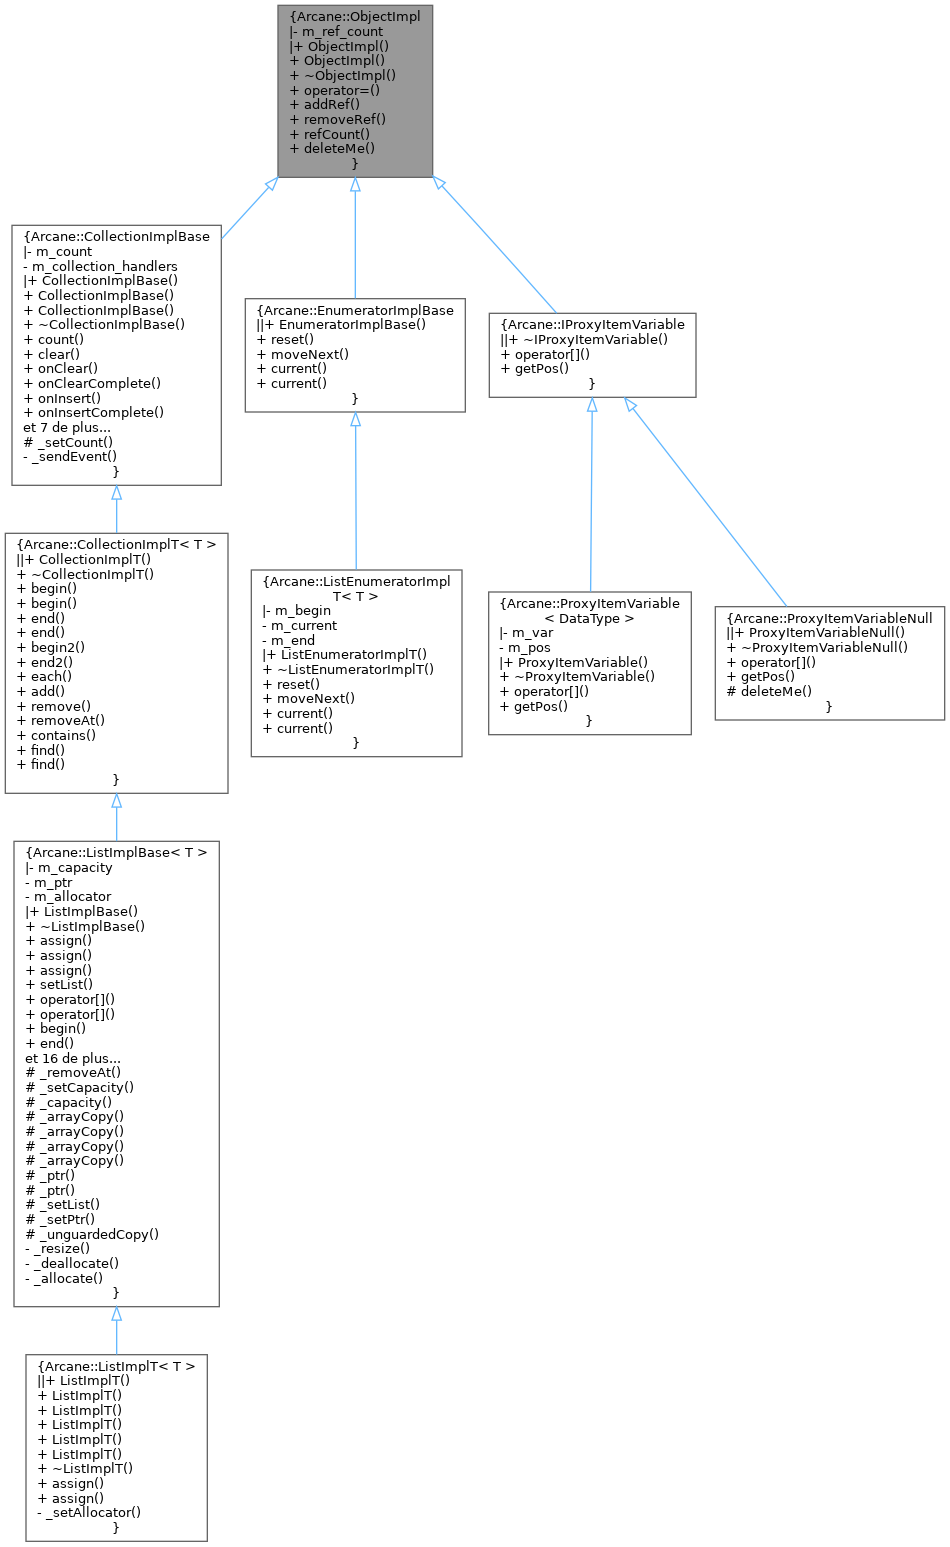 {Arcane::ObjectImpl
|- m_ref_count
|+ ObjectImpl()
+ ObjectImpl()
+ ~ObjectImpl()
+ operator=()
+ addRef()
+ removeRef()
+ refCount()
+ deleteMe()
}
{Arcane::CollectionImplBase
|- m_count
- m_collection_handlers
|+ CollectionImplBase()
+ CollectionImplBase()
+ CollectionImplBase()
+ ~CollectionImplBase()
+ count()
+ clear()
+ onClear()
+ onClearComplete()
+ onInsert()
+ onInsertComplete()
et 7 de plus...
# _setCount()
- _sendEvent()
}
{Arcane::EnumeratorImplBase
||+ EnumeratorImplBase()
+ reset()
+ moveNext()
+ current()
+ current()
}
{Arcane::IProxyItemVariable
||+ ~IProxyItemVariable()
+ operator[]()
+ getPos()
}
{Arcane::CollectionImplT< T >
||+ CollectionImplT()
+ ~CollectionImplT()
+ begin()
+ begin()
+ end()
+ end()
+ begin2()
+ end2()
+ each()
+ add()
+ remove()
+ removeAt()
+ contains()
+ find()
+ find()
}
{Arcane::ListEnumeratorImpl
T< T >
|- m_begin
- m_current
- m_end
|+ ListEnumeratorImplT()
+ ~ListEnumeratorImplT()
+ reset()
+ moveNext()
+ current()
+ current()
}
{Arcane::ProxyItemVariable
< DataType >
|- m_var
- m_pos
|+ ProxyItemVariable()
+ ~ProxyItemVariable()
+ operator[]()
+ getPos()
}
{Arcane::ProxyItemVariableNull
||+ ProxyItemVariableNull()
+ ~ProxyItemVariableNull()
+ operator[]()
+ getPos()
# deleteMe()
}
{Arcane::ListImplBase< T >
|- m_capacity
- m_ptr
- m_allocator
|+ ListImplBase()
+ ~ListImplBase()
+ assign()
+ assign()
+ assign()
+ setList()
+ operator[]()
+ operator[]()
+ begin()
+ end()
et 16 de plus...
# _removeAt()
# _setCapacity()
# _capacity()
# _arrayCopy()
# _arrayCopy()
# _arrayCopy()
# _arrayCopy()
# _ptr()
# _ptr()
# _setList()
# _setPtr()
# _unguardedCopy()
- _resize()
- _deallocate()
- _allocate()
}
{Arcane::ListImplT< T >
||+ ListImplT()
+ ListImplT()
+ ListImplT()
+ ListImplT()
+ ListImplT()
+ ListImplT()
+ ~ListImplT()
+ assign()
+ assign()
- _setAllocator()
}